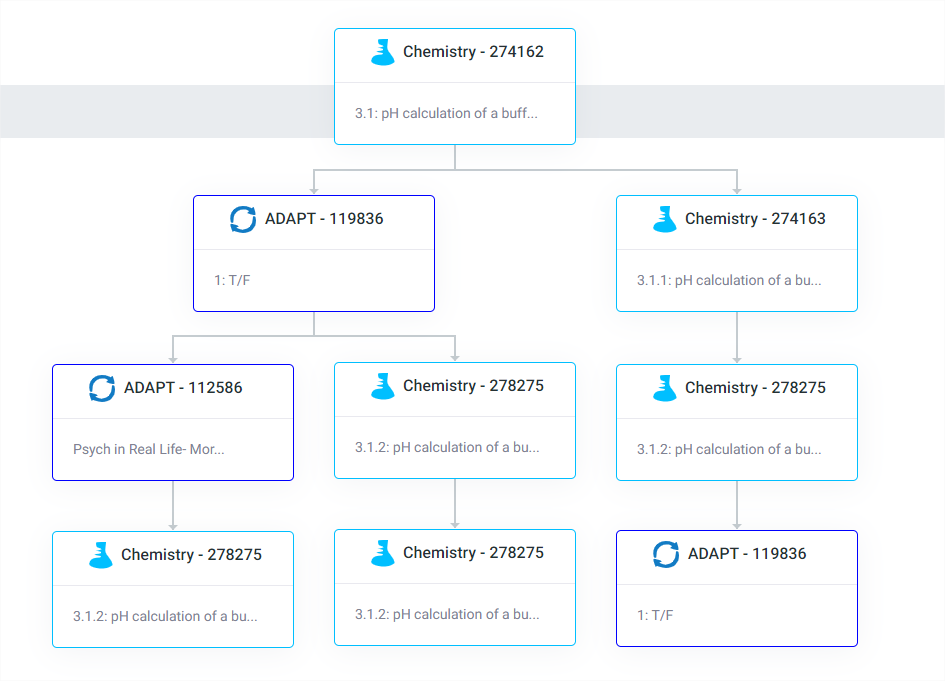 Chemistry - 274162
3.1: pH calculation of a buff...
ADAPT - 119836
1: T/F
Chemistry - 274163
3.1.1: pH calculation of a bu...
ADAPT - 112586
Psych in Real Life- Mor...
Chemistry - 278275
3.1.2: pH calculation of a bu...
Chemistry - 278275
3.1.2: pH calculation of a bu...
Chemistry - 278275
3.1.2: pH calculation of a bu...
Chemistry - 278275
3.1.2: pH calculation of a bu...
ADAPT - 119836
1: T/F